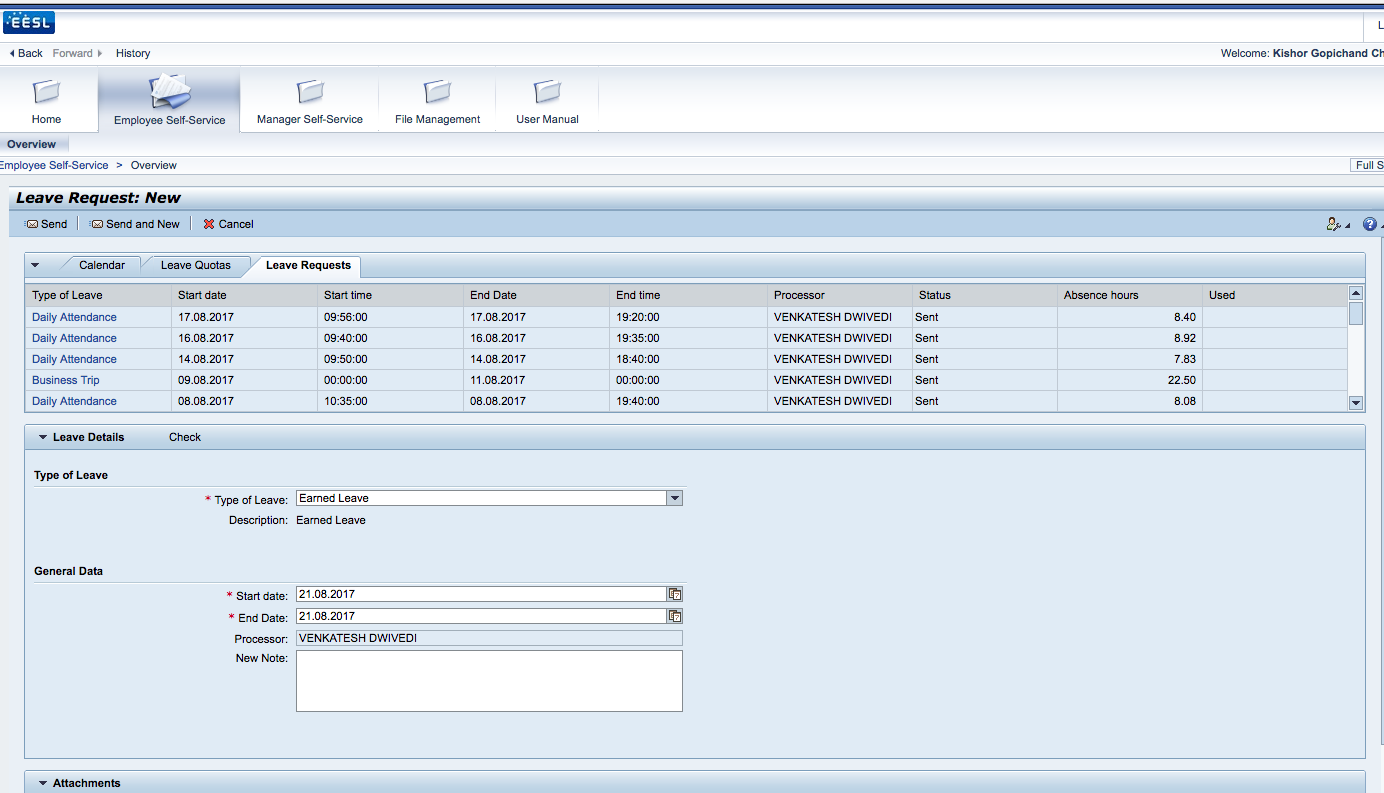 EESL
Back Forward History Welcome: Kishor Gopichand
Home Employee Self-Service Manager Self-Service File Management User Manual
Overview
Employee Self-Service > Overview Full
Leave Request: New
Send Send and New Cancel
Calendar Leave Quotas Leave Requests
Type of Leave Start date Start time End Date End time Processor Status Absence hours Used
Daily Attendance 17.08.2017 09:56:00 17.08.2017 19:20:00 VENKATESH DWIVEDI Sent 8.40
Daily Attendance 16.08.2017 09:40:00 16.08.2017 19:35:00 VENKATESH DWIVEDI Sent 8.92
Daily Attendance 14.08.2017 09:50:00 14.08.2017 18:40:00 VENKATESH DWIVEDI Sent 7.83
Business Trip 09.08.2017 00:00:00 11.08.2017 00:00:00 VENKATESH DWIVEDI Sent 22.50
Daily Attendance 08.08.2017 10:35:00 08.08.2017 19:40:00 VENKATESH DWIVEDI Sent 8.08
Leave Details Check
Type of Leave
* Type of Leave: Earned Leave
Description: Earned Leave
General Data
* Start date: 21.08.2017
* End Date: 21.08.2017
Processor: VENKATESH DWIVEDI
New Note:
Attachments